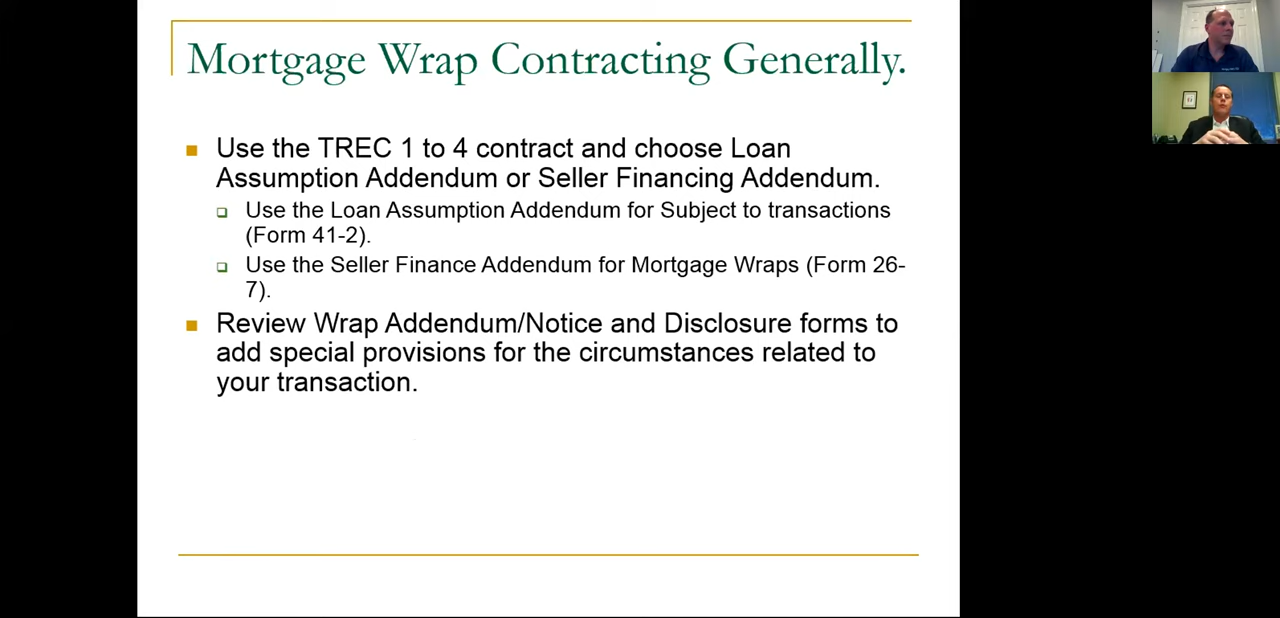 Mortgage Wrap Contracting Generally.
Use the TREC 1 to 4 contract and choose Loan
Assumption Addendum or Seller Financing Addendum.
Use the Loan Assumption Addendum for Subject to transactions
(Form 41-2).
Use the Seller Finance Addendum for Mortgage Wraps (Form 26-
7).
Review Wrap Addendum/Notice and Disclosure forms to
add special provisions for the circumstances related to
your transaction.